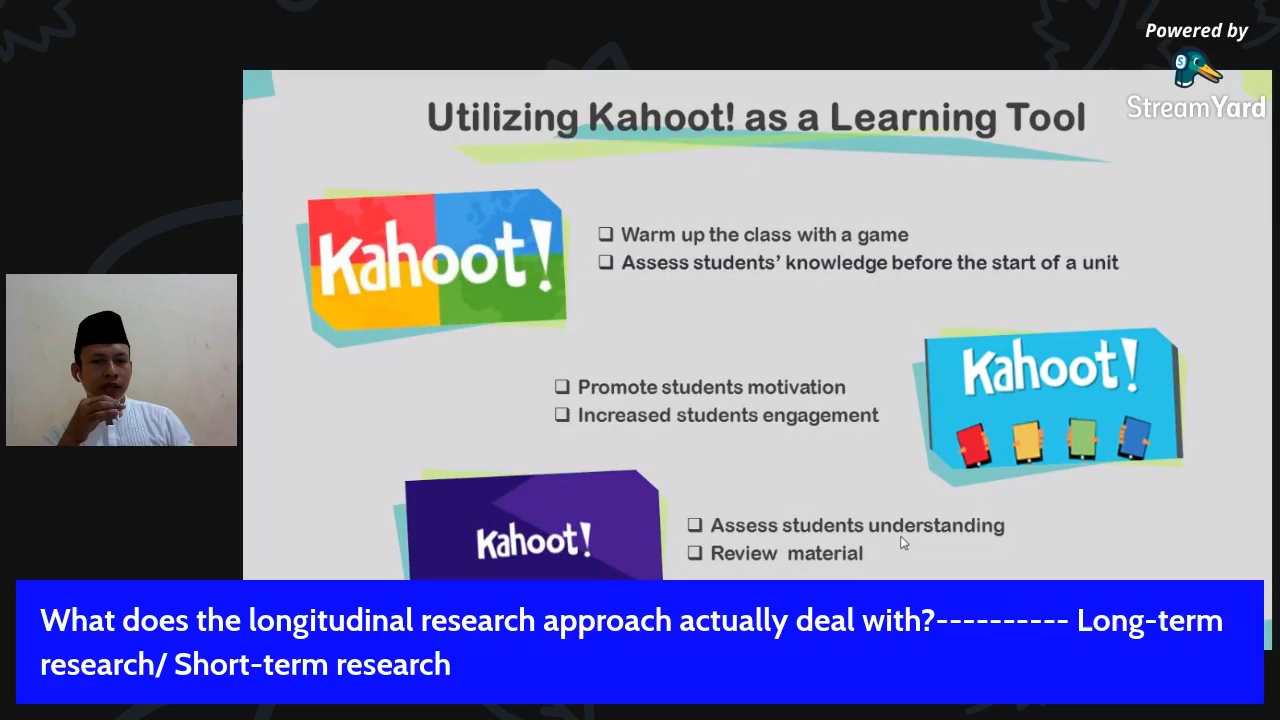 Powered by
StreamYard
Utilizing Kahoot! as a Learning Tool
Kahoot!
❑ Warm up the class with a game
❑ Assess students’ knowledge before the start of a unit
❑ Promote students motivation
❑ Increased students engagement
Kahoot!
Kahoot!
❑ Assess students understanding
❑ Review material
What does the longitudinal research approach actually deal with?---------- Long-term
research/ Short-term research